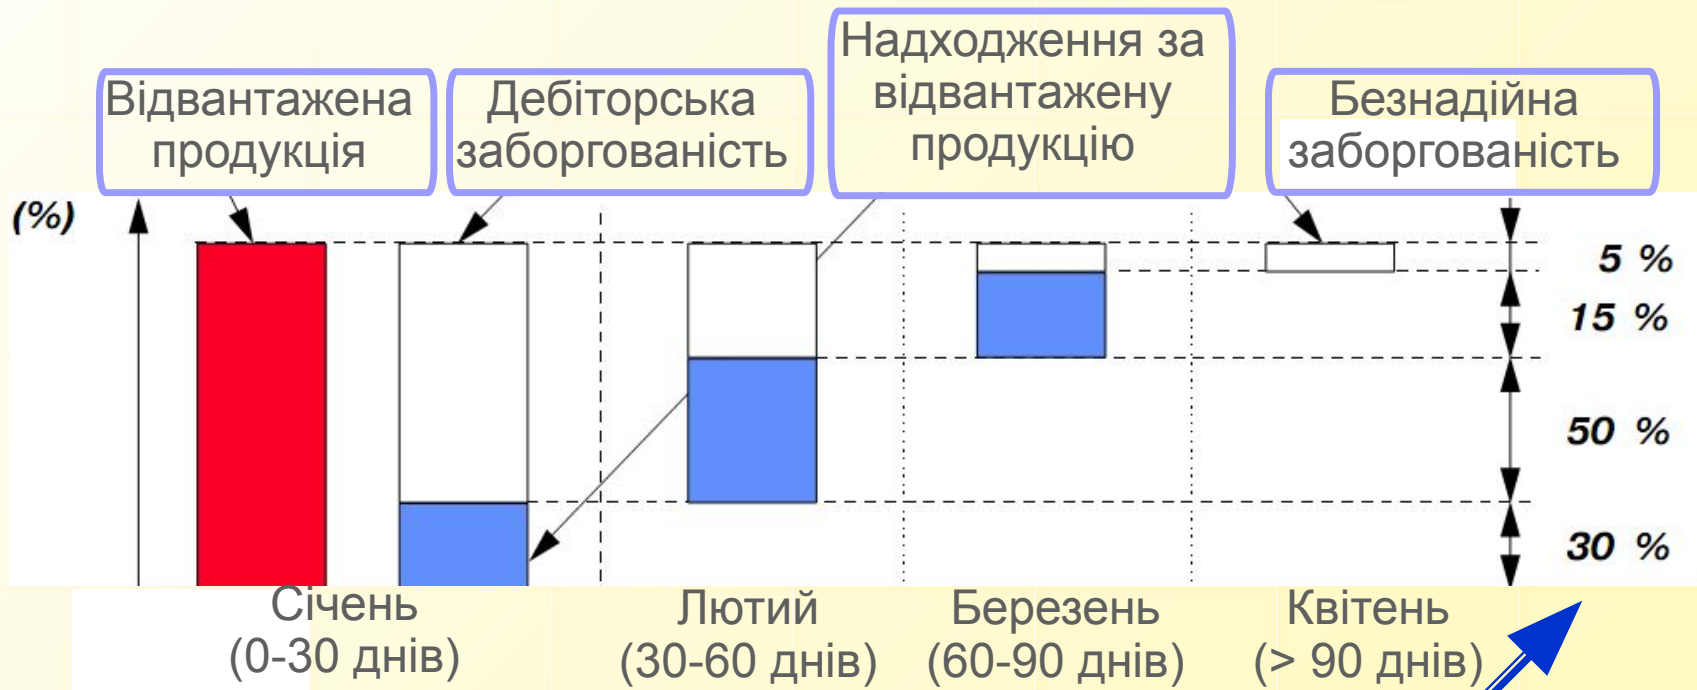 Відвантажена
продукція
Дебіторська
заборгованість
Надходження за
відвантажену
продукцію
Безнадійна
заборгованість
(%)
5 %
15 %
50 %
30 %
Січень
(0-30 днів)
Лютий
(30-60 днів)
Березень
(60-90 днів)
Квітень
(> 90 днів)